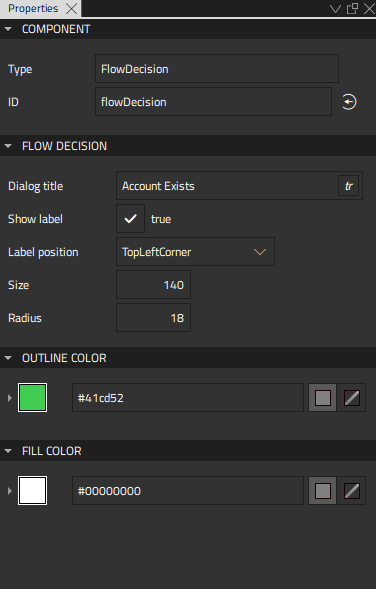 Properties
COMPONENT
Type FlowDecision
ID flowDecision
FLOW DECISION
Dialog title Account Exists tr
Show label true
Label position TopLeftCorner
Size 140
Radius 18
OUTLINE COLOR
#41cd52
FILL COLOR
#00000000